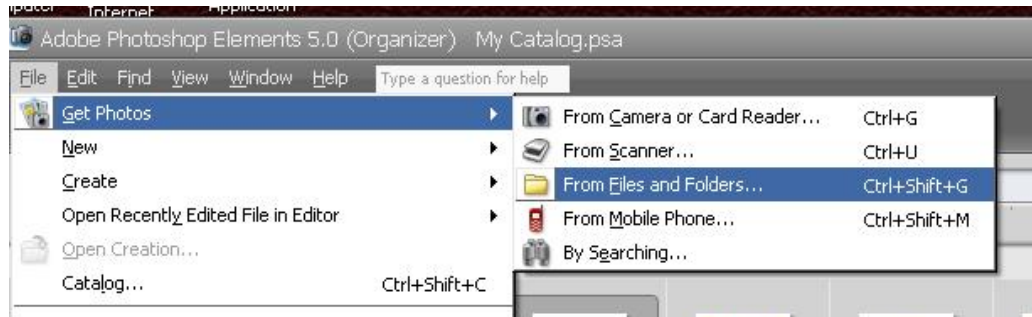 Internet
Application
Adobe Photoshop Elements 5.0 (Organizer) My Catalog.psa
File Edit Find View Window Help Type a question for help
Get Photos
New
Create
Open Recently Edited File in Editor
Open Creation...
Catalog... Ctrl+Shift+C
From Camera or Card Reader... Ctrl+G
From Scanner... Ctrl+U
From Files and Folders... Ctrl+Shift+G
From Mobile Phone... Ctrl+Shift+M
By Searching...